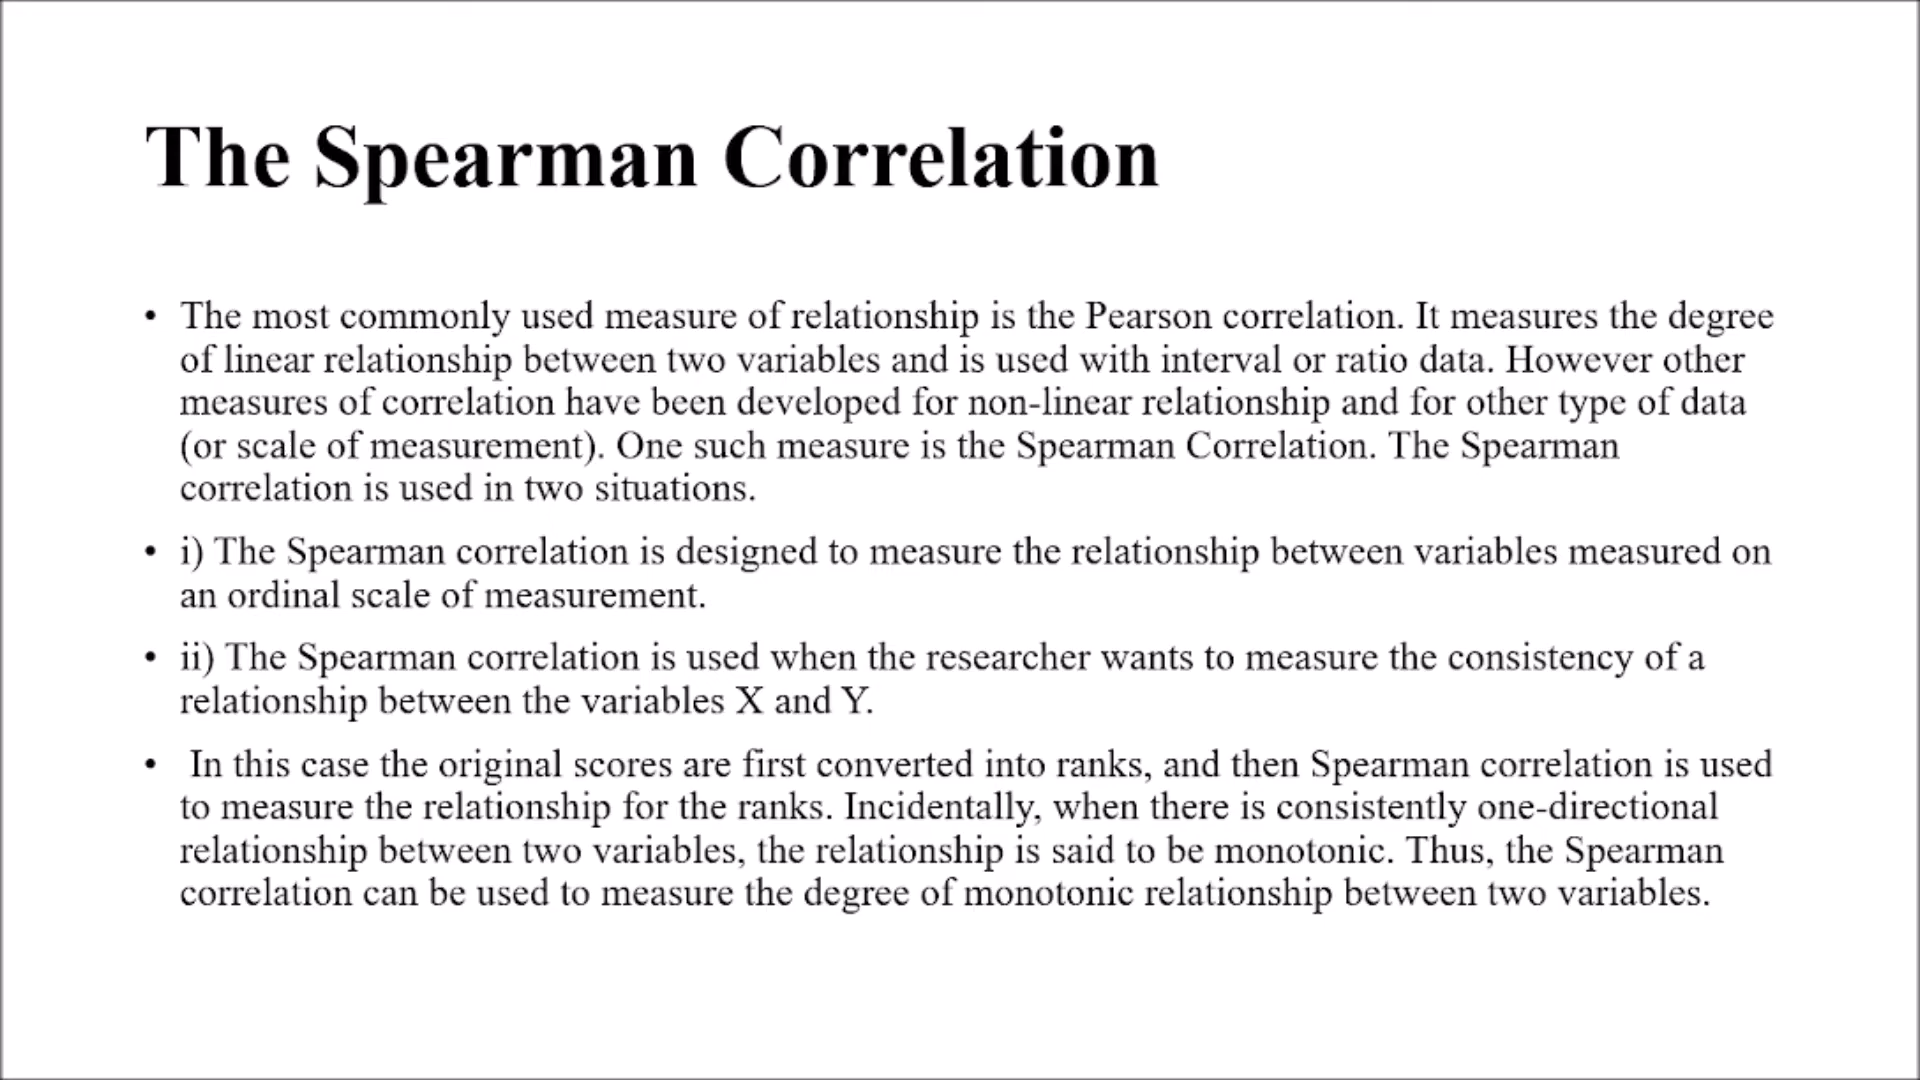 The Spearman Correlation
• The most commonly used measure of relationship is the Pearson correlation. It measures the degree
of linear relationship between two variables and is used with interval or ratio data. However other
measures of correlation have been developed for non-linear relationship and for other type of data
(or scale of measurement). One such measure is the Spearman Correlation. The Spearman
correlation is used in two situations.
• i) The Spearman correlation is designed to measure the relationship between variables measured on
an ordinal scale of measurement.
• ii) The Spearman correlation is used when the researcher wants to measure the consistency of a
relationship between the variables X and Y.
• In this case the original scores are first converted into ranks, and then Spearman correlation is used
to measure the relationship for the ranks. Incidentally, when there is consistently one-directional
relationship between two variables, the relationship is said to be monotonic. Thus, the Spearman
correlation can be used to measure the degree of monotonic relationship between two variables.